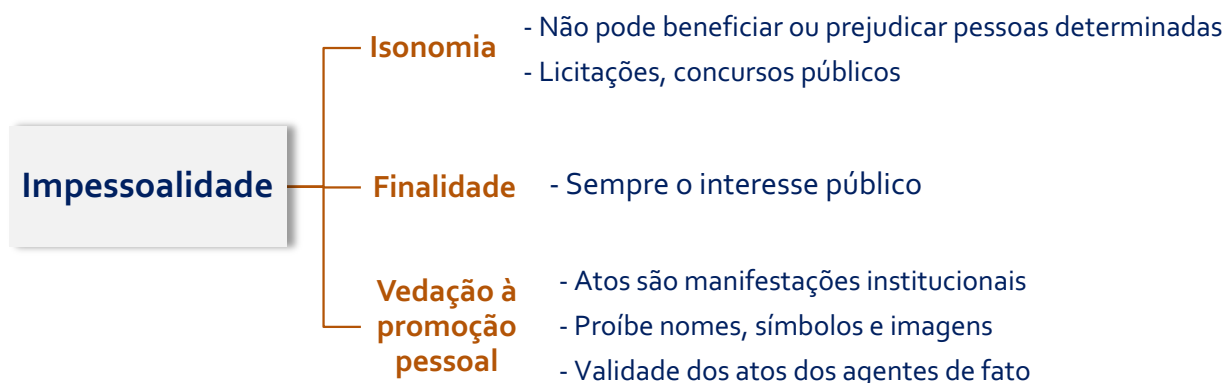 Impessoalidade
Isonomia
- Não pode beneficiar ou prejudicar pessoas determinadas
- Licitações, concursos públicos
Finalidade
- Sempre o interesse público
Vedação à
promoção
pessoal
- Atos são manifestações institucionais
- Proíbe nomes, símbolos e imagens
- Validade dos atos dos agentes de fato